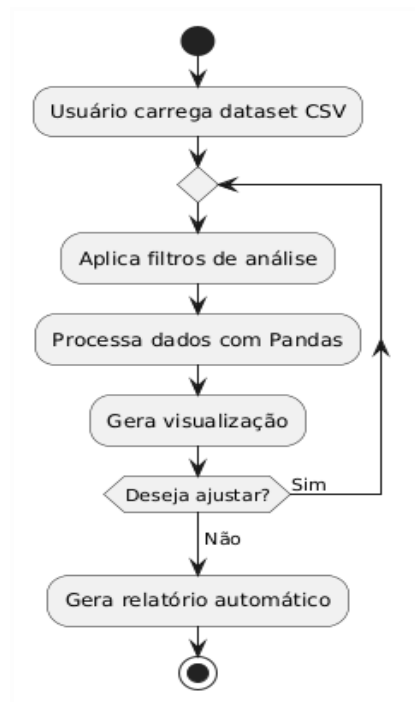 Usuário carrega dataset CSV
Aplica filtros de análise
Processa dados com Pandas
Gera visualização
Deseja ajustar?
Sim
Não
Gera relatório automático